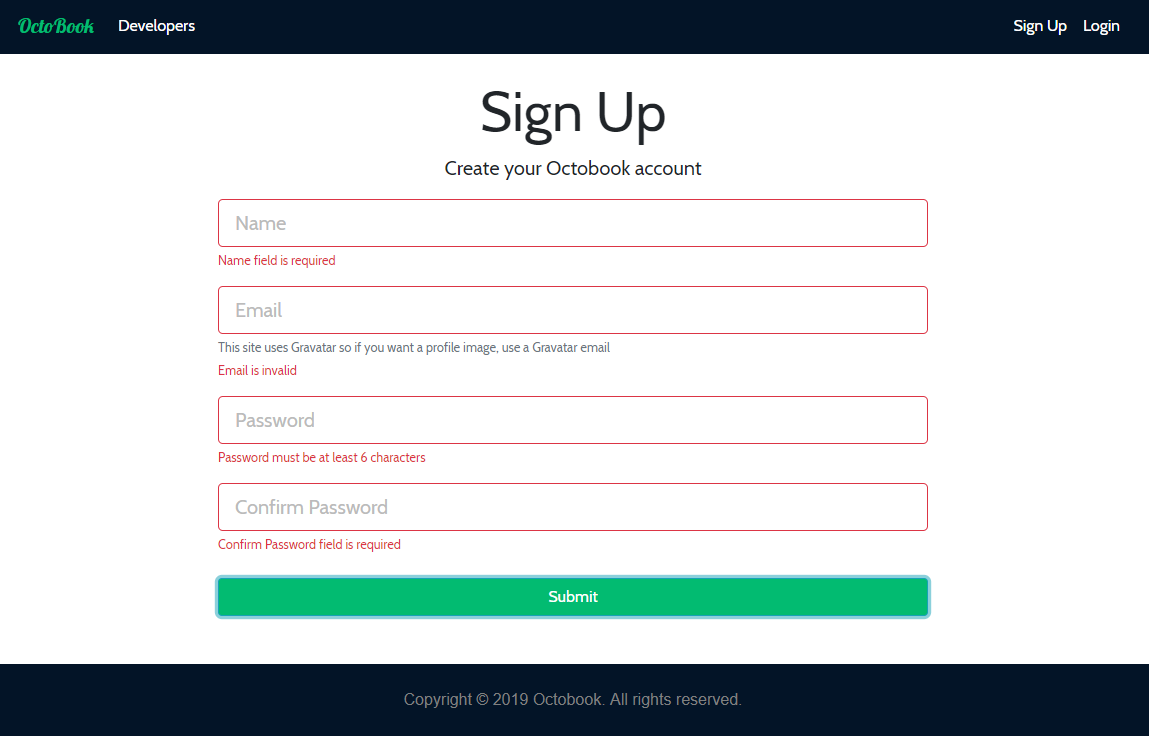 OctoBook Developers Sign Up Login
Sign Up
Create your Octobook account
Name
Name field is required
Email
This site uses Gravatar so if you want a profile image, use a Gravatar email
Email is invalid
Password
Password must be at least 6 characters
Confirm Password
Confirm Password field is required
Submit
Copyright © 2019 Octobook. All rights reserved.